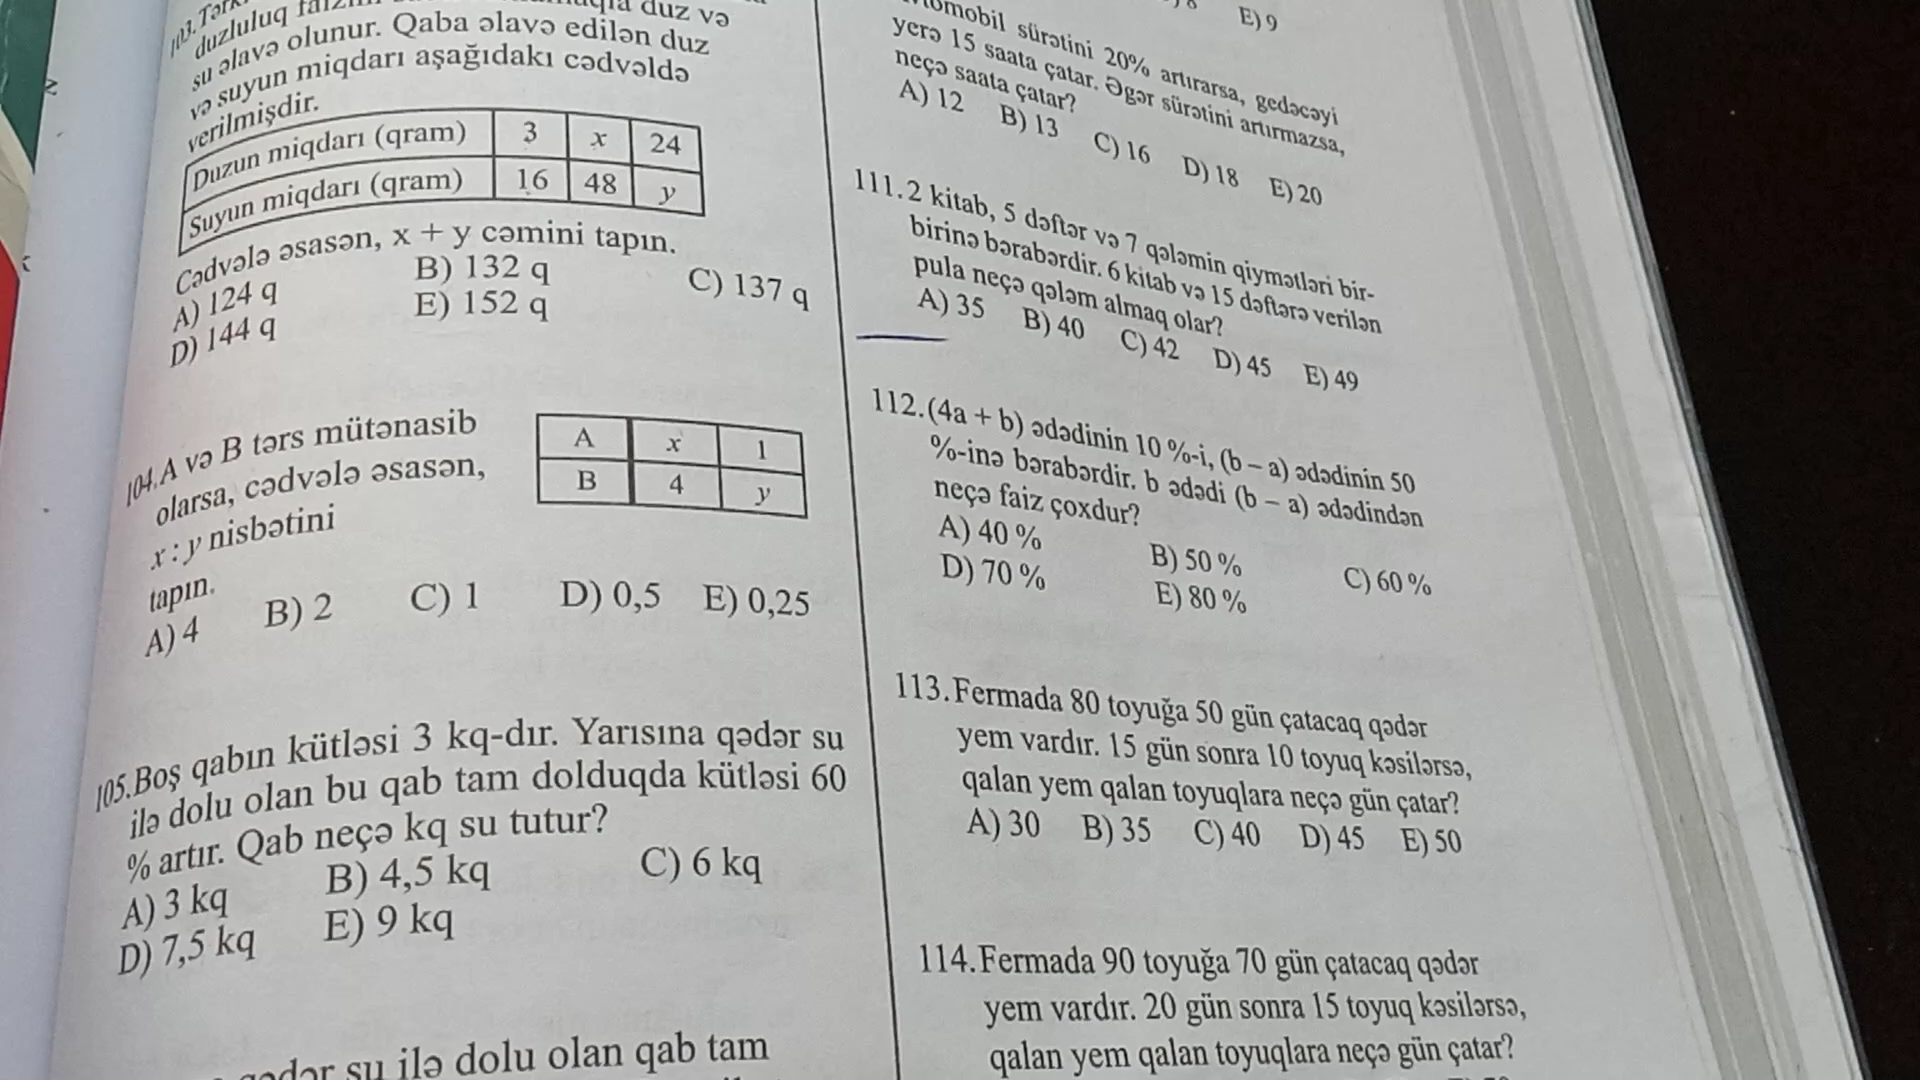 103.
duzluluq duz və
su əlavə olunur. Qaba əlavə edilən duz
və suyun miqdarı aşağıdakı cədvəldə
verilmişdir.
Duzun miqdarı (qram) 3 x 24
Suyun miqdarı (qram) 16 48 y
Cədvələ əsasən, x + y cəmini tapın.
A) 124 q B) 132 q C) 137 q
D) 144 q E) 152 q
104. A və B tərs mütənasib
olarsa, cədvələ əsasən,
x : y nisbətini
tapın.
A x 1
B 4 y
A) 4 B) 2 C) 1 D) 0,5 E) 0,25
105. Boş qabın kütləsi 3 kq-dır. Yarısına qədər su
ilə dolu olan bu qab tam dolduqda kütləsi 60
% artır. Qab neçə kq su tutur?
A) 3 kq B) 4,5 kq C) 6 kq
D) 7,5 kq E) 9 kq
su ilə dolu olan qab tam
E) 9
sürətini 20% artırarsa, gedəcəyi
yerə 15 saata çatar. Əgər sürətini artırmazsa,
neçə saata çatar?
A) 12 B) 13 C) 16 D) 18 E) 20
111. 2 kitab, 5 dəftər və 7 qələmin qiymətləri bir-
birinə bərabərdir. 6 kitab və 15 dəftərə verilən
pula neçə qələm almaq olar?
A) 35 B) 40 C) 42 D) 45 E) 49
112. (4a + b) ədədinin 10 %-i, (b – a) ədədinin 50
%-inə bərabərdir. b ədədi (b – a) ədədindən
neçə faiz çoxdur?
A) 40 % B) 50 % C) 60 %
D) 70 % E) 80 %
113. Fermada 80 toyuğa 50 gün çatacaq qədər
yem vardır. 15 gün sonra 10 toyuq kəsilərsə,
qalan yem qalan toyuqlara neçə gün çatar?
A) 30 B) 35 C) 40 D) 45 E) 50
114. Fermada 90 toyuğa 70 gün çatacaq qədər
yem vardır. 20 gün sonra 15 toyuq kəsilərsə,
qalan yem qalan toyuqlara neçə gün çatar?